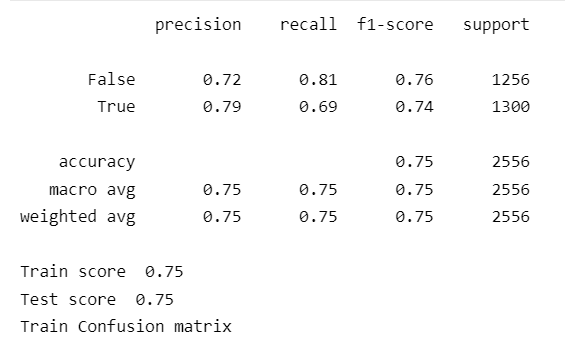 precision recall f1-score support
False 0.72 0.81 0.76 1256
True 0.79 0.69 0.74 1300
accuracy 0.75 2556
macro avg 0.75 0.75 0.75 2556
weighted avg 0.75 0.75 0.75 2556
Train score 0.75
Test score 0.75
Train Confusion matrix